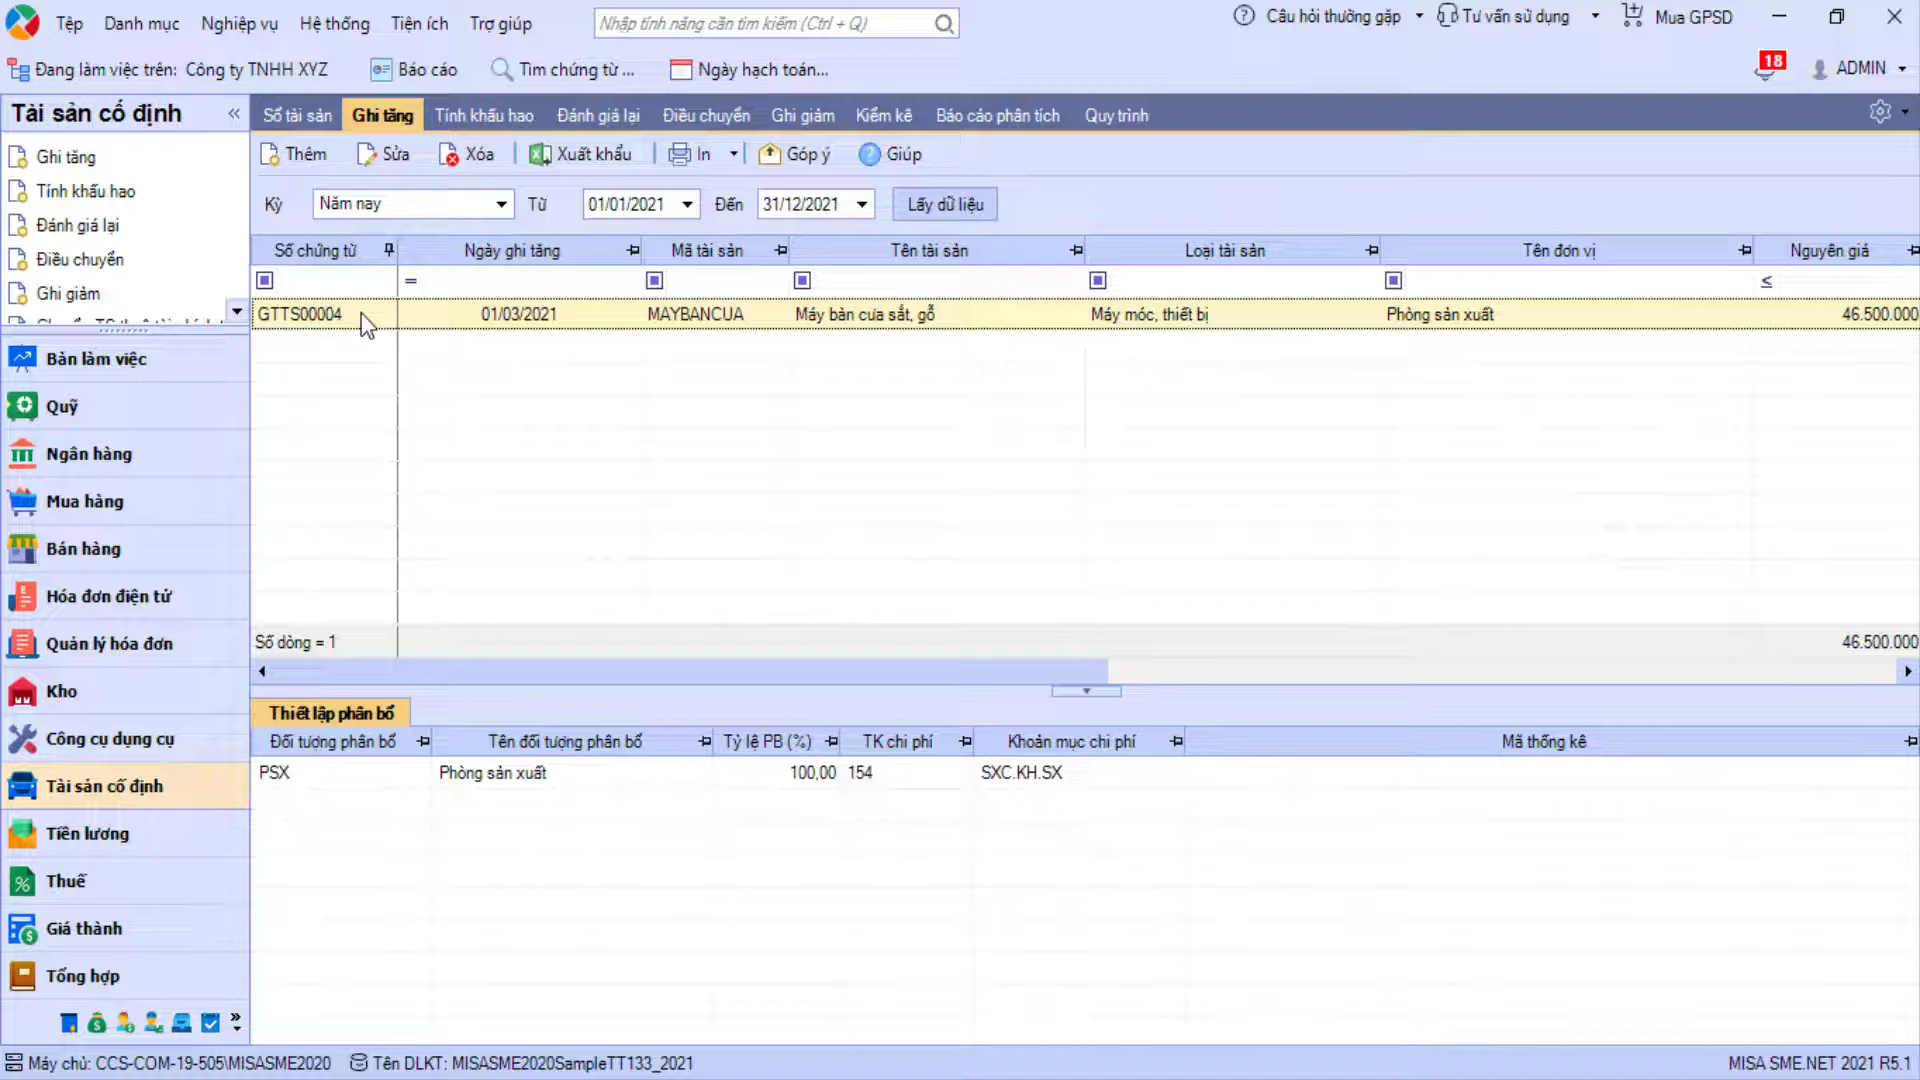 Tệp Danh mục Nghiệp vụ Hệ thống Tiện ích Trợ giúp Nhập tính năng cần tìm kiếm (Ctrl + Q) Câu hỏi thường gặp Tư vấn sử dụng Mua GPSD
Đang làm việc trên: Công ty TNHH XYZ Báo cáo Tìm chứng từ ... Ngày hạch toán... 18 ADMIN
Tài sản cố định « Sổ tài sản Ghi tăng Tính khấu hao Đánh giá lại Điều chuyển Ghi giảm Kiểm kê Báo cáo phân tích Quy trình
Ghi tăng
Tính khấu hao
Đánh giá lại
Điều chuyển
Ghi giảm
Thêm Sửa Xóa Xuất khẩu In Góp ý Giúp
Kỳ Năm nay Từ 01/01/2021 Đến 31/12/2021 Lấy dữ liệu
Số chứng từ Ngày ghi tăng Mã tài sản Tên tài sản Loại tài sản Tên đơn vị Nguyên giá
= ≤
GTTS00004 01/03/2021 MAYBANCUA Máy bàn cưa sắt, gỗ Máy móc, thiết bị Phòng sản xuất 46.500.000
Số dòng = 1 46.500.000
Bàn làm việc
Quỹ
Ngân hàng
Mua hàng
Bán hàng
Hóa đơn điện tử
Quản lý hóa đơn
Kho
Công cụ dụng cụ
Tài sản cố định
Tiền lương
Thuế
Giá thành
Tổng hợp
Thiết lập phân bổ
Đối tượng phân bổ Tên đối tượng phân bổ Tỷ lệ PB (%) TK chi phí Khoản mục chi phí Mã thống kê
PSX Phòng sản xuất 100,00 154 SXC.KH.SX
Máy chủ: CCS-COM-19-505\MISASME2020 Tên DLKT: MISASME2020SampleTT133_2021 MISA SME.NET 2021 R5.1